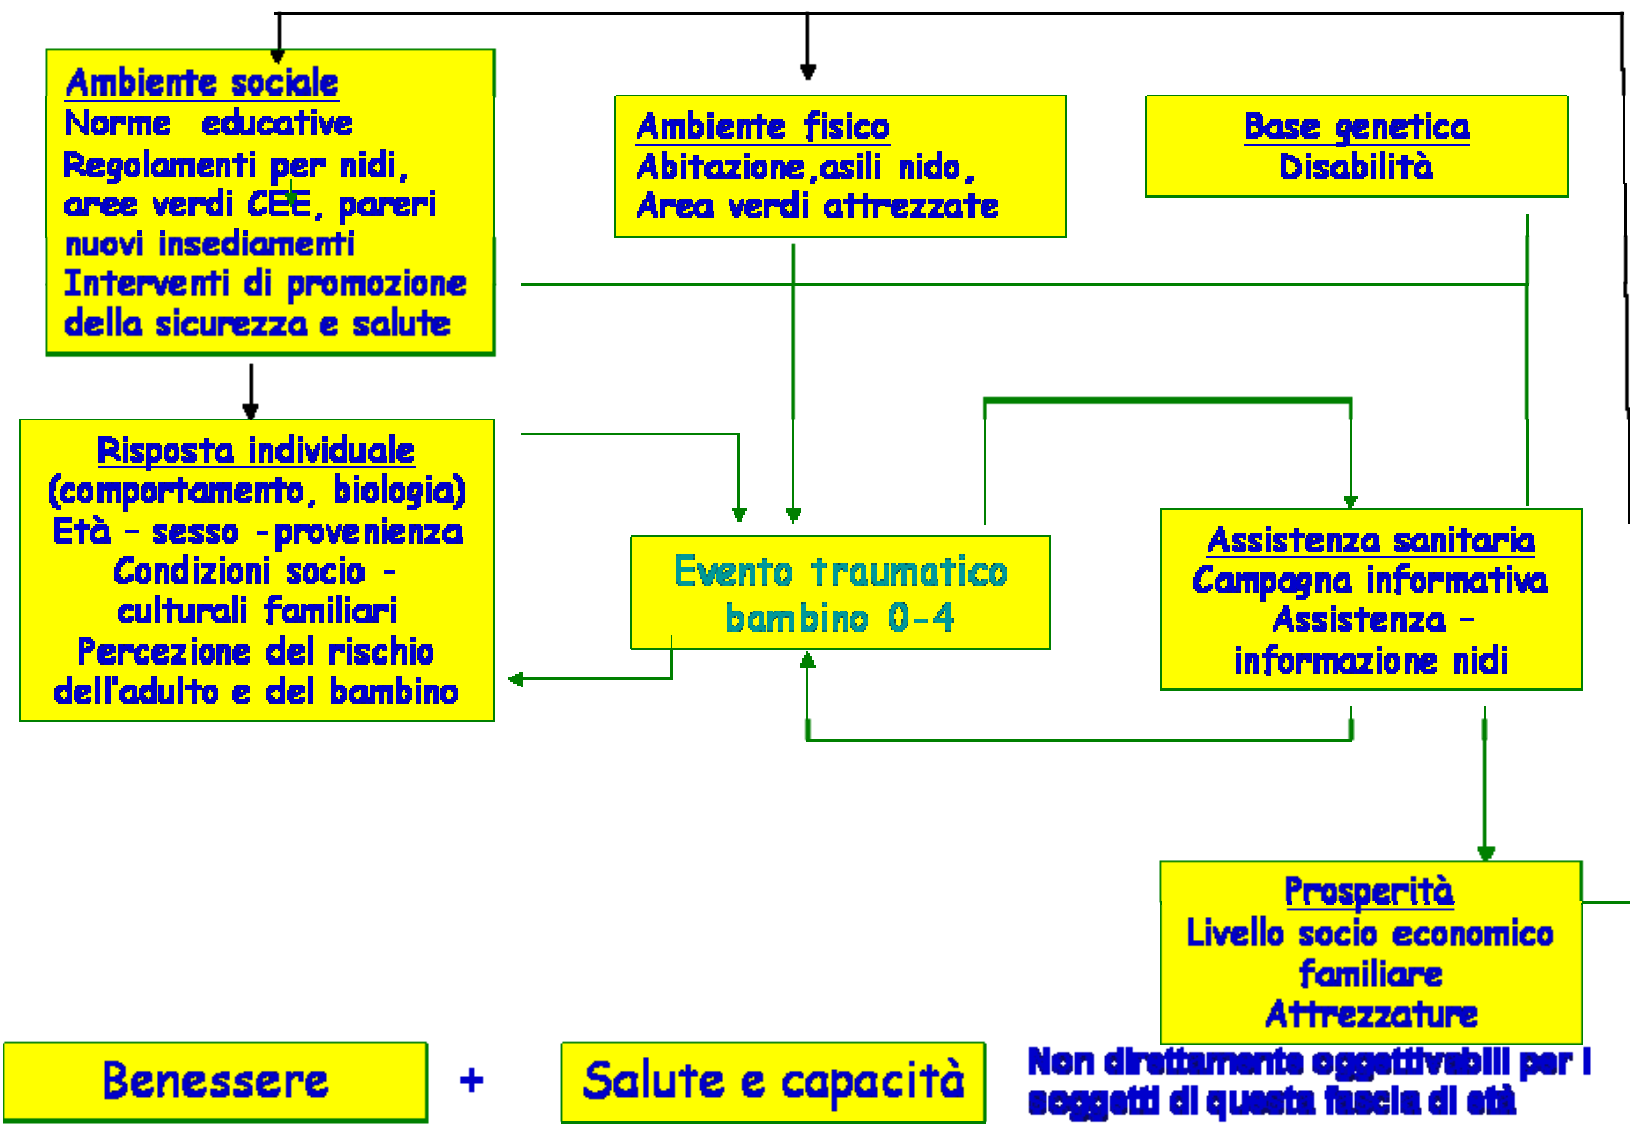 Ambiente sociale
Norme educative
Regolamenti per nidi,
aree verdi CEE, pareri
nuovi insediamenti
Interventi di promozione
della sicurezza e salute
Ambiente fisico
Abitazione,asili nido,
Area verdi attrezzate
Base genetica
Disabilità
Risposta individuale
(comportamento, biologia)
Età – sesso -provenienza
Condizioni socio -
culturali familiari
Percezione del rischio
dell'adulto e del bambino
Evento traumatico
bambino 0-4
Assistenza sanitaria
Campagna informativa
Assistenza –
informazione nidi
Prosperità
Livello socio economico
familiare
Attrezzature
Benessere
+
Salute e capacità
Non direttamente oggettivabili per i
soggetti di questa fascia di età